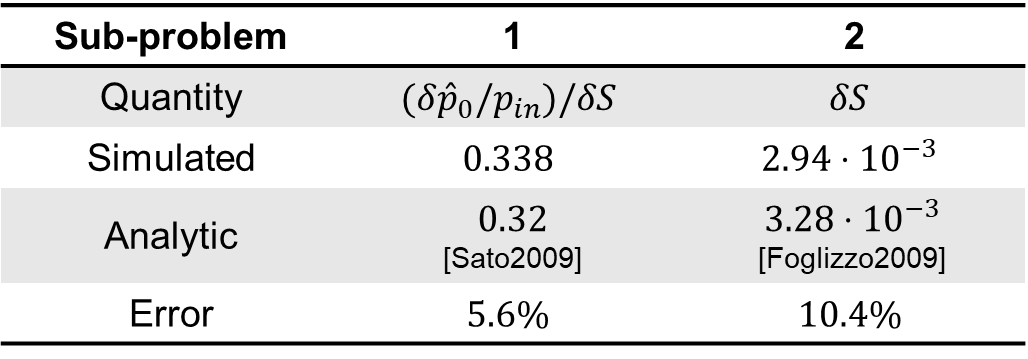 Sub-problem 1 2
Quantity (δp̂₀/pᵢₙ)/δS δS
Simulated 0.338 2.94 · 10⁻³
Analytic 0.32 3.28 · 10⁻³
[Sato2009] [Foglizzo2009]
Error 5.6% 10.4%